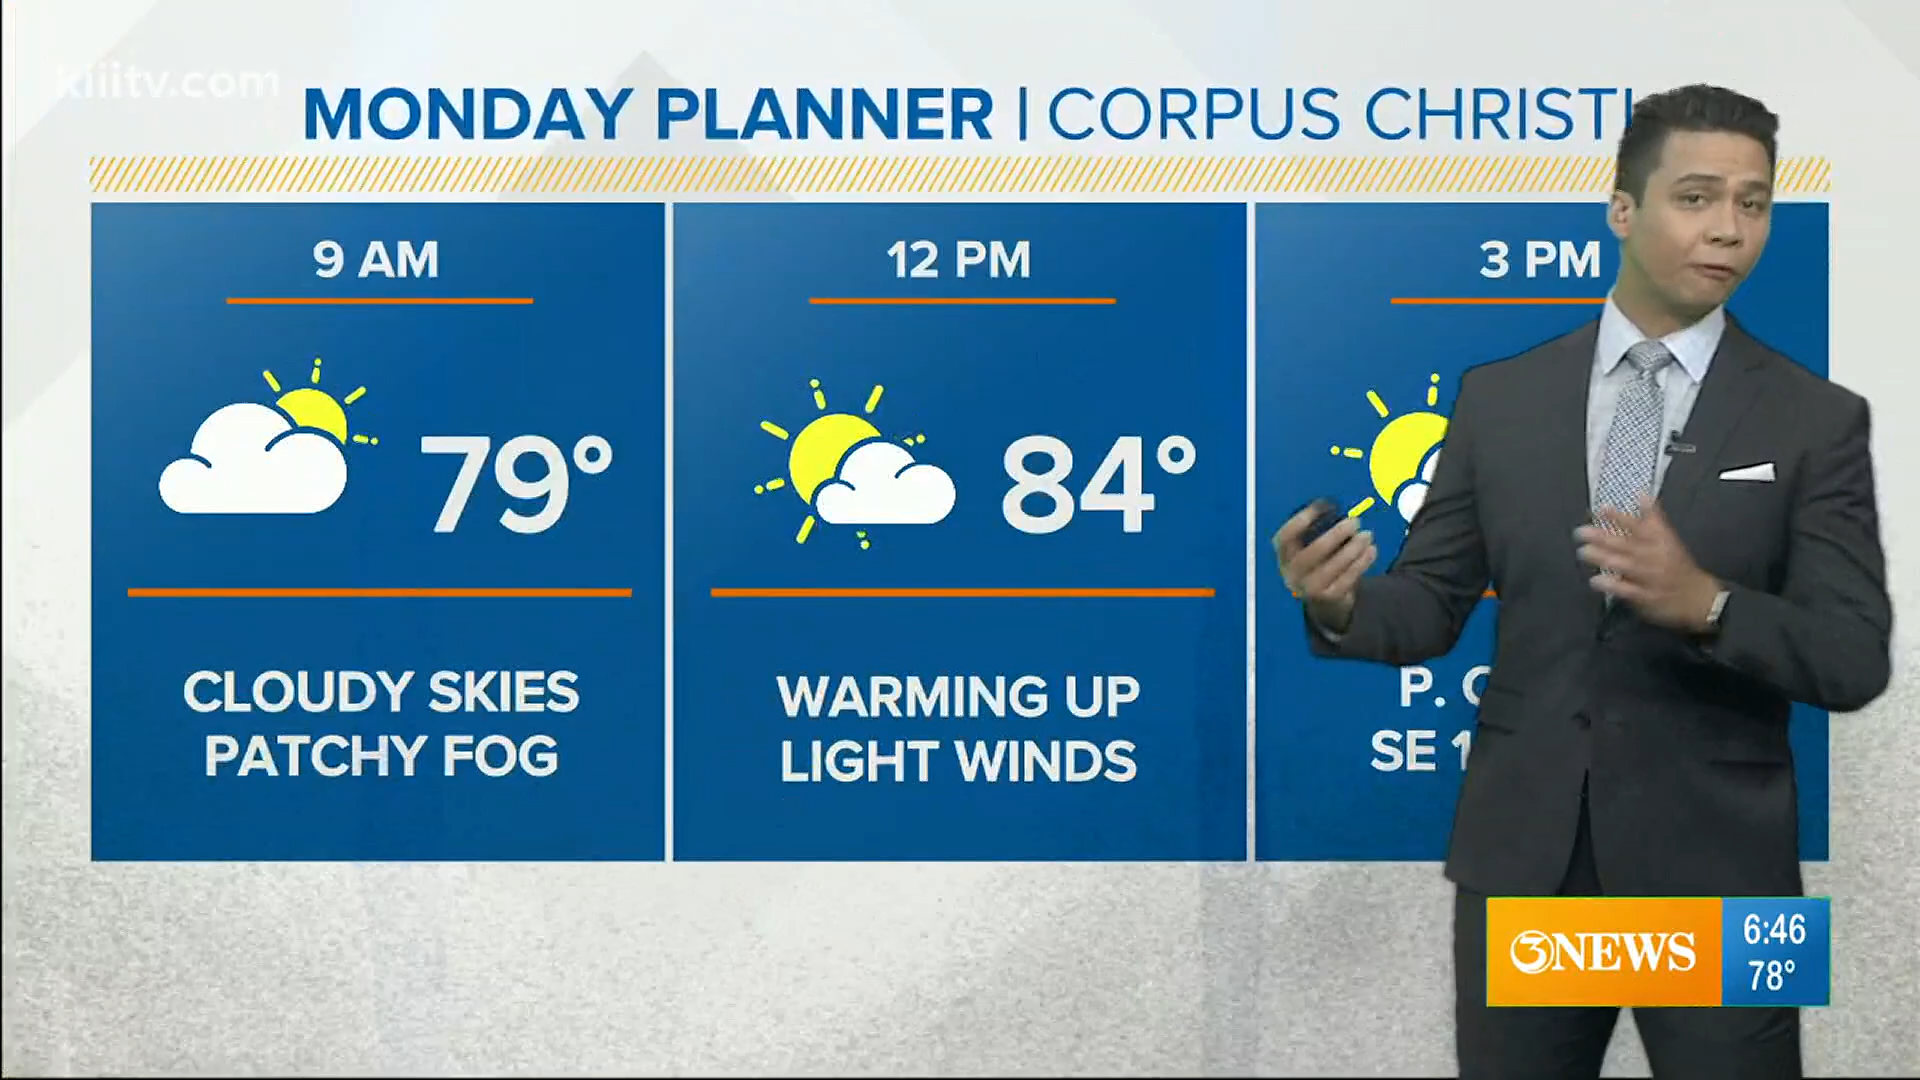 kiiitv.com
MONDAY PLANNER | CORPUS CHRISTI
9 AM
79°
CLOUDY SKIES
PATCHY FOG
12 PM
84°
WARMING UP
LIGHT WINDS
3 PM
P.
SE
3NEWS
6:46
78°